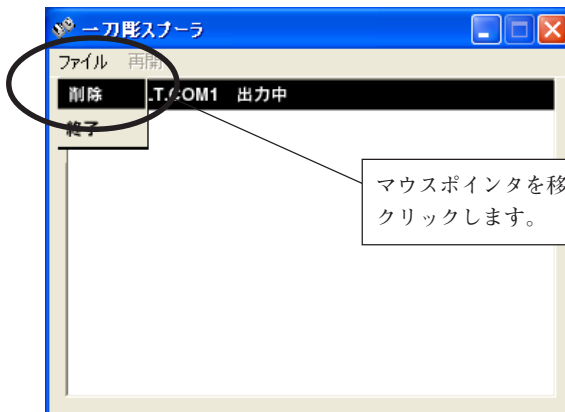 一刀彫スプーラ
ファイル 再開
削除 .T.COM1 出力中
終了
マウスポインタを移
クリックします。